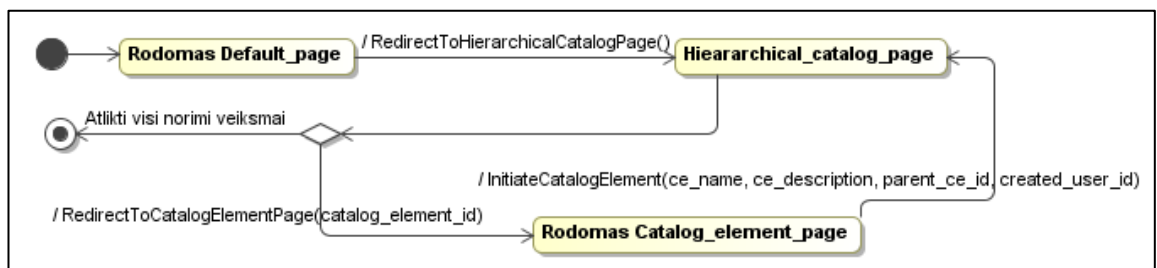 / RedirectToHierarchicalCatalogPage()
Rodomas Default_page
Hieararchical_catalog_page
Atlikti visi norimi veiksmai
/ InitiateCatalogElement(ce_name, ce_description, parent_ce_id, created_user_id)
/ RedirectToCatalogElementPage(catalog_element_id)
Rodomas Catalog_element_page